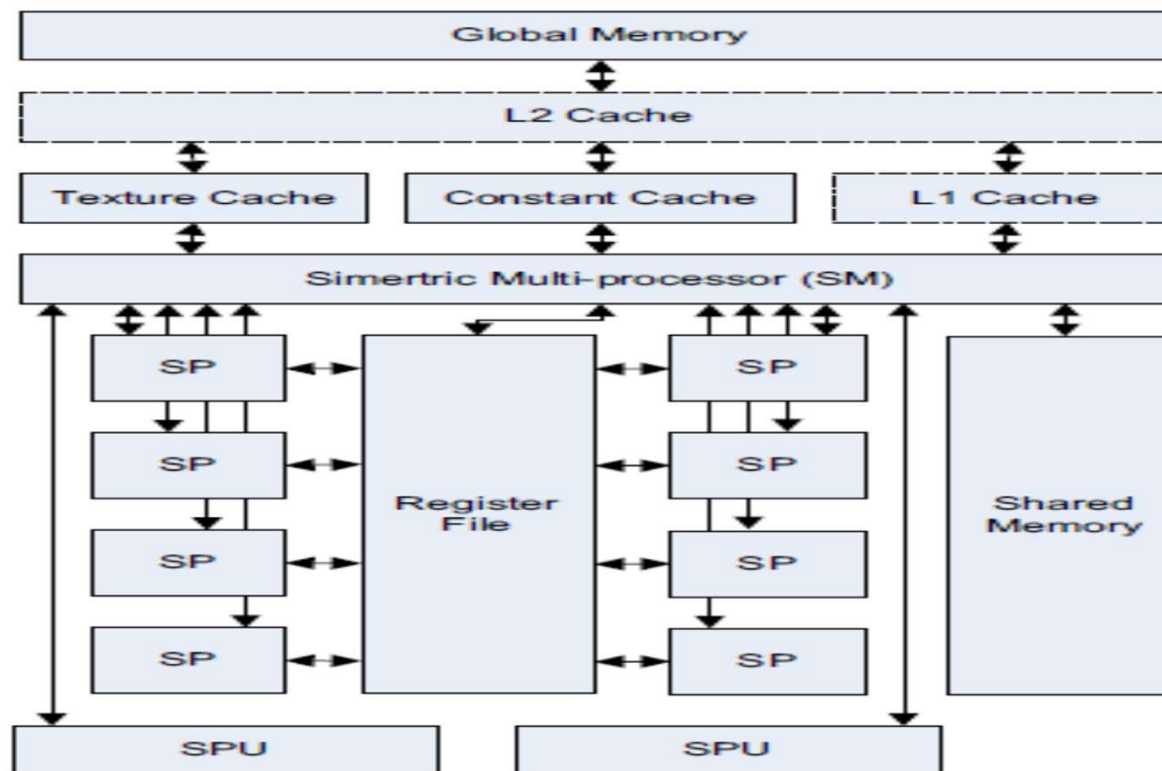 Global Memory
L2 Cache
Texture Cache
Constant Cache
L1 Cache
Simertric Multi-processor (SM)
SP
SP
SP
SP
SP
SP
SP
SP
Register
File
Shared
Memory
SPU
SPU